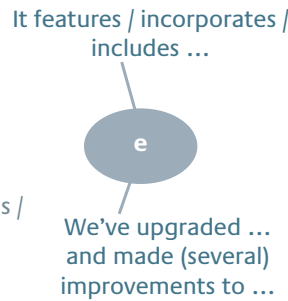 It features / incorporates /
includes …
e
s /
We’ve upgraded …
and made (several)
improvements to …